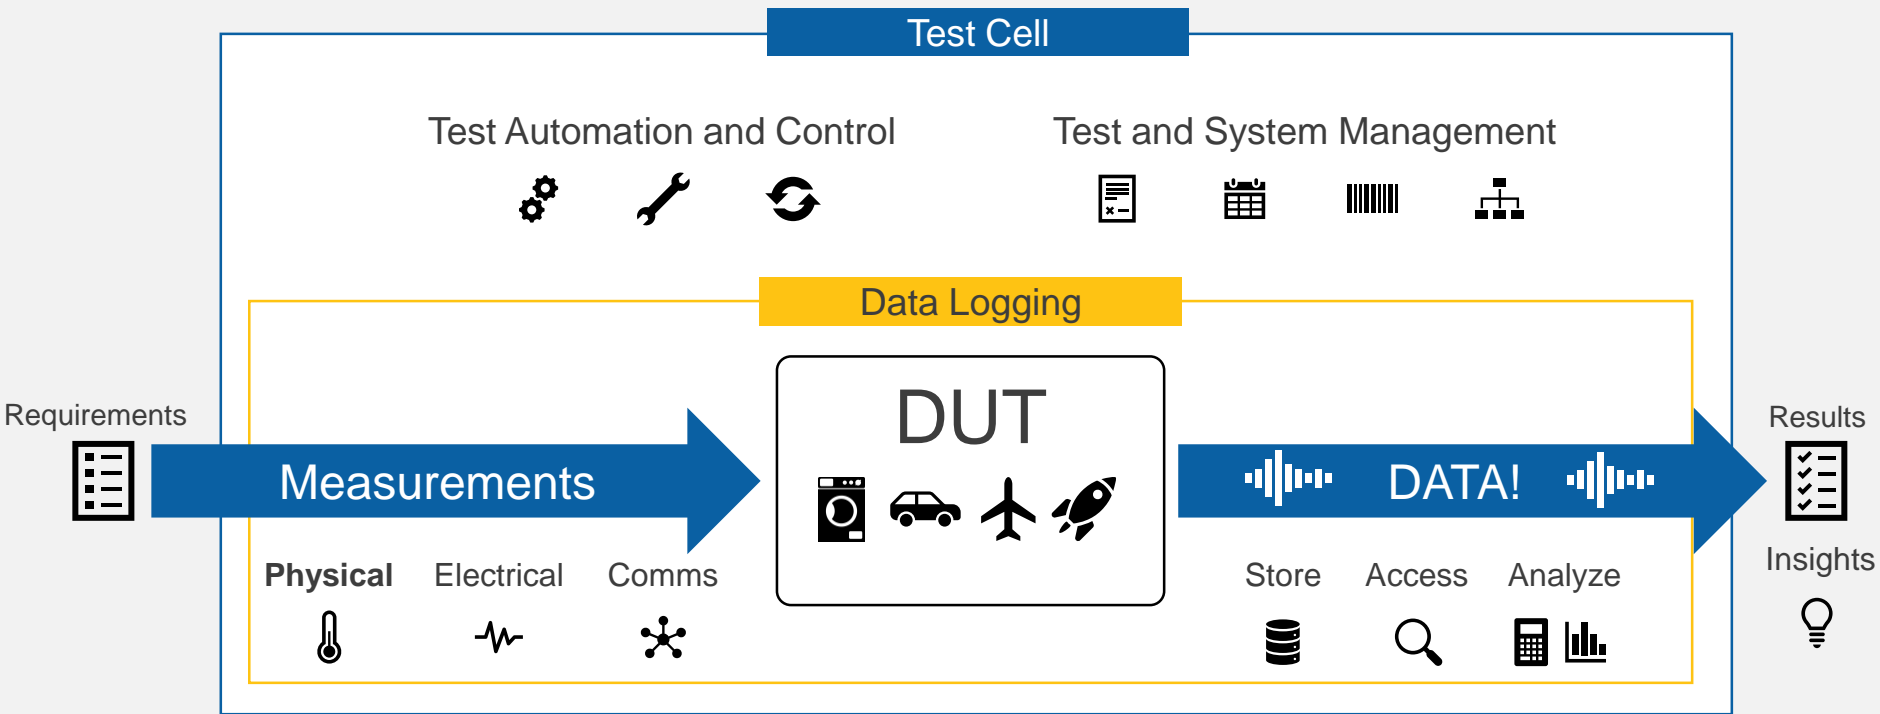 Test Cell
Test Automation and Control
Test and System Management
Data Logging
Requirements
Measurements
DUT
DATA!
Results
Physical
Electrical
Comms
Store
Access
Analyze
Insights